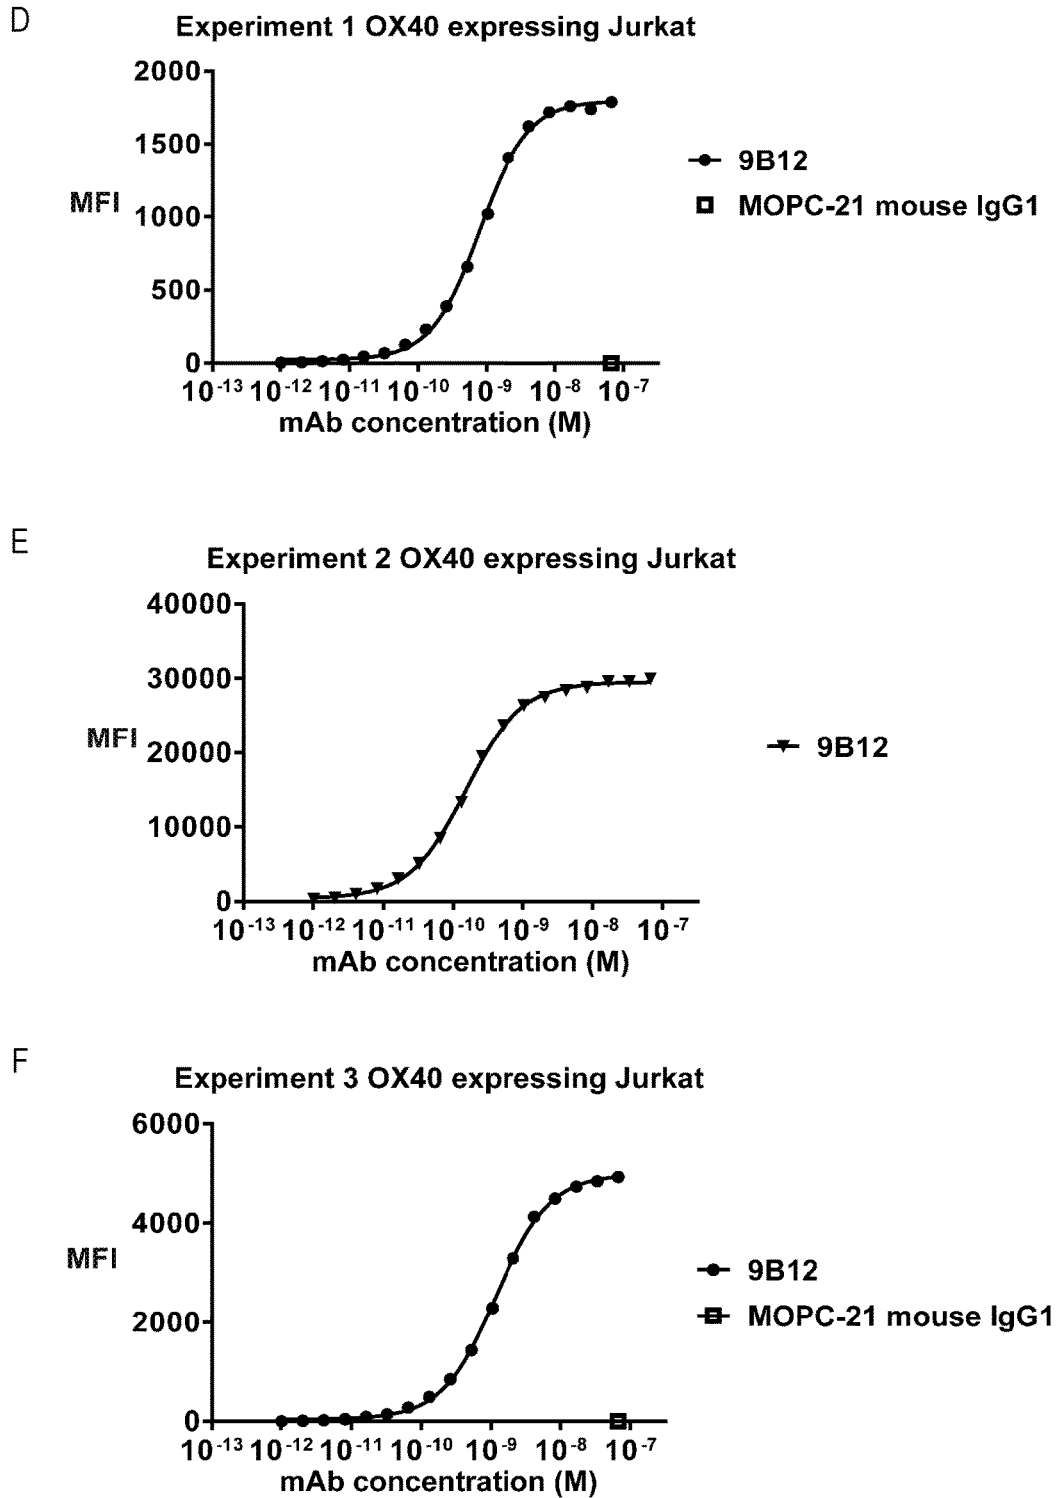 D
Experiment 1 OX40 expressing Jurkat
2000
1500
MFI
1000
500
0
10-13 10-12 10-11 10-10 10-9 10-8 10-7
mAb concentration (M)
9B12
MOPC-21 mouse IgG1
E
Experiment 2 OX40 expressing Jurkat
40000
30000
MFI
20000
10000
0
10-13 10-12 10-11 10-10 10-9 10-8 10-7
mAb concentration (M)
9B12
F
Experiment 3 OX40 expressing Jurkat
6000
4000
MFI
2000
0
10-13 10-12 10-11 10-10 10-9 10-8 10-7
mAb concentration (M)
9B12
MOPC-21 mouse IgG1